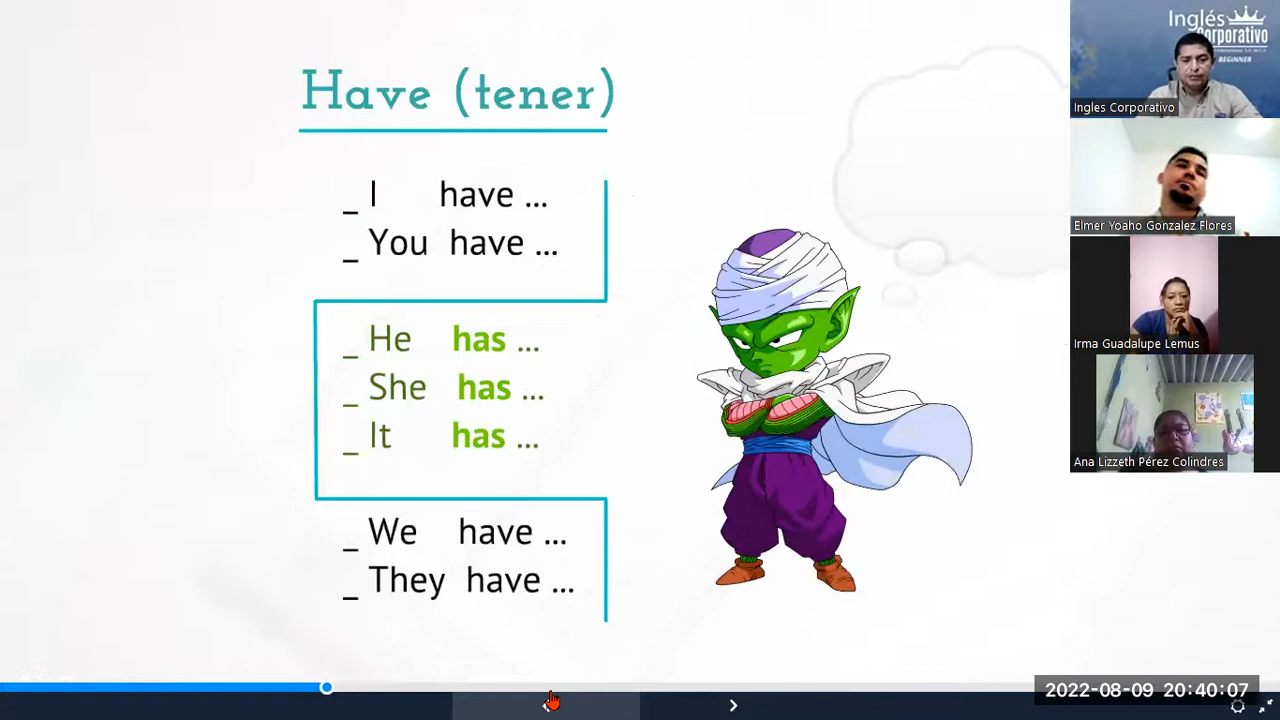 Have (tener)
_ I have ...
_ You have ...
_ He has ...
_ She has ...
_ It has ...
_ We have ...
_ They have ...
Inglés
Corporativo
BEGINNER
Ingles Corporativo
Elmer Yoaho Gonzalez Flores
Irma Guadalupe Lemus
Ana Lizzeth Pérez Colindres
2022-08-09 20:40:07